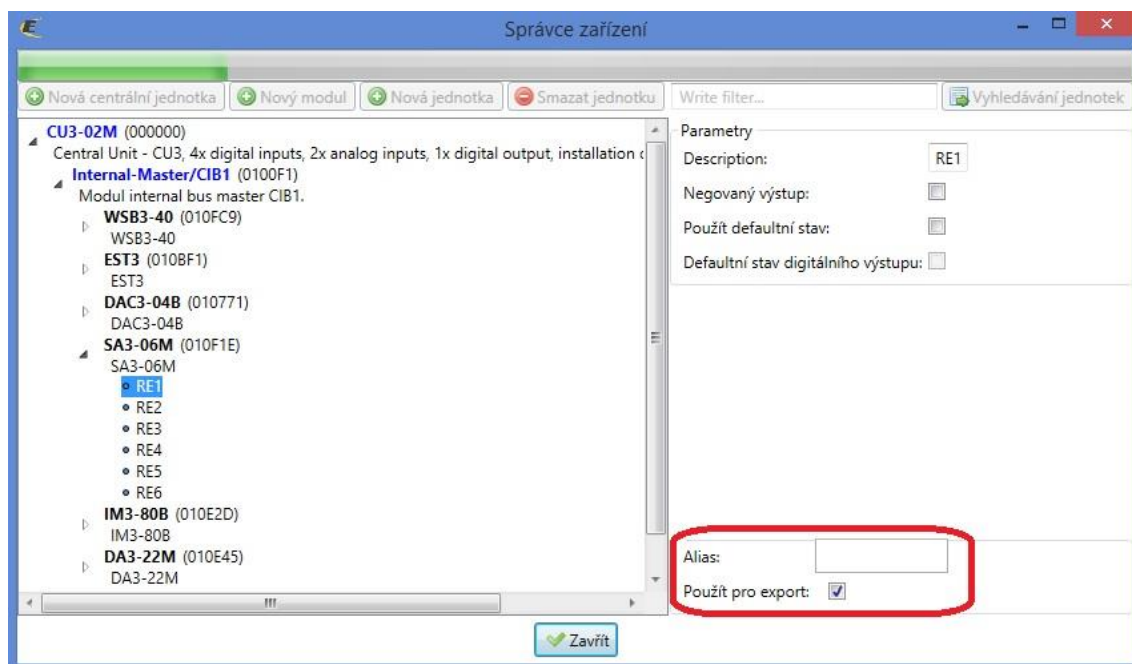 Správce zařízení
Nová centrální jednotka Nový modul Nová jednotka Smazat jednotku Write filter... Vyhledávání jednotek
CU3-02M (000000)
Central Unit - CU3, 4x digital inputs, 2x analog inputs, 1x digital output, installation
Internal-Master/CIB1 (0100F1)
Modul internal bus master CIB1.
WSB3-40 (010FC9)
WSB3-40
EST3 (010BF1)
EST3
DAC3-04B (010771)
DAC3-04B
SA3-06M (010F1E)
SA3-06M
RE1
RE2
RE3
RE4
RE5
RE6
IM3-80B (010E2D)
IM3-80B
DA3-22M (010E45)
DA3-22M
Parametry
Description: RE1
Negovaný výstup:
Použít defaultní stav:
Defaultní stav digitálního výstupu:
Alias:
Použít pro export:
Zavřít